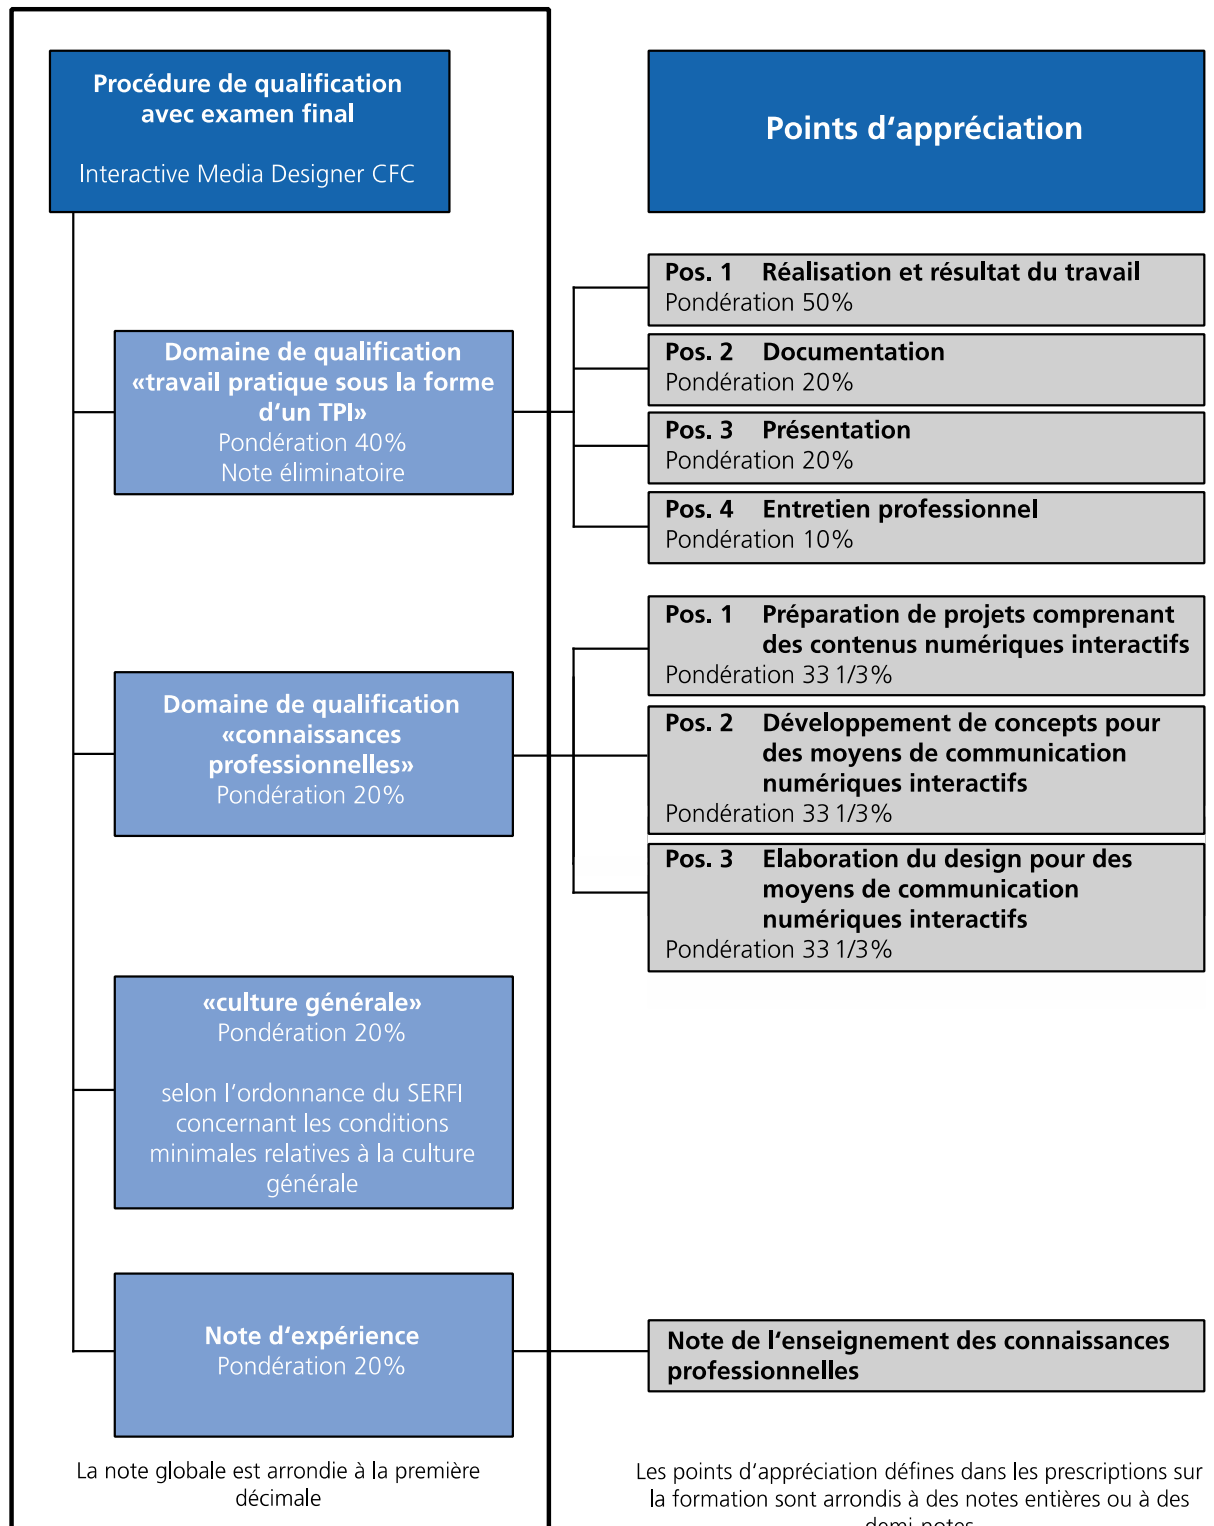 Procédure de qualification
avec examen final
Interactive Media Designer CFC
Points d‘appréciation
Domaine de qualification
«travail pratique sous la forme
d‘un TPI»
Pondération 40%
Note éliminatoire
Pos. 1 Réalisation et résultat du travail
Pondération 50%
Pos. 2 Documentation
Pondération 20%
Pos. 3 Présentation
Pondération 20%
Pos. 4 Entretien professionnel
Pondération 10%
Domaine de qualification
«connaissances
professionnelles»
Pondération 20%
Pos. 1 Préparation de projets comprenant
des contenus numériques interactifs
Pondération 33 1/3%
Pos. 2 Développement de concepts pour
des moyens de communication
numériques interactifs
Pondération 33 1/3%
Pos. 3 Elaboration du design pour des
moyens de communication
numériques interactifs
Pondération 33 1/3%
«culture générale»
Pondération 20%
selon l‘ordonnance du SERFI
concernant les conditions
minimales relatives à la culture
générale
Note d‘expérience
Pondération 20%
Note de l‘enseignement des connaissances
professionnelles
La note globale est arrondie à la première
décimale
Les points d‘appréciation défines dans les prescriptions sur
la formation sont arrondis à des notes entières ou à des
demi-notes